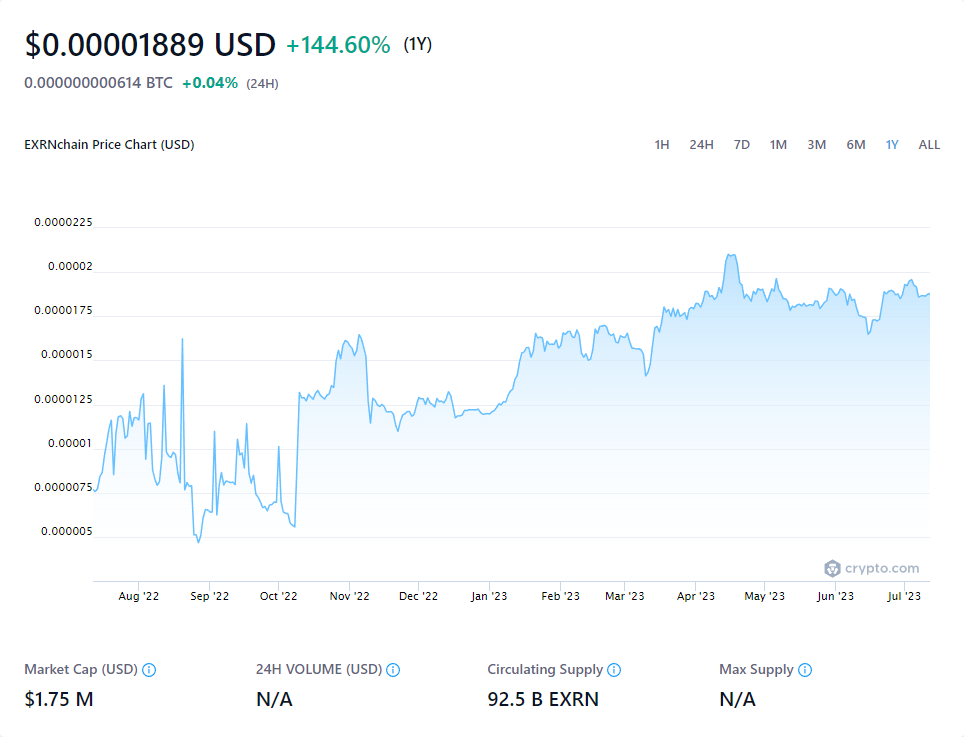 $0.00001889 USD +144.60% (1Y)
0.000000000614 BTC +0.04% (24H)
EXRNchain Price Chart (USD) 1H 24H 7D 1M 3M 6M 1Y ALL
0.0000225
0.00002
0.0000175
0.000015
0.0000125
0.00001
0.0000075
0.000005
crypto.com
Aug '22 Sep '22 Oct '22 Nov '22 Dec '22 Jan '23 Feb '23 Mar '23 Apr '23 May '23 Jun '23 Jul '23
Market Cap (USD) 24H VOLUME (USD) Circulating Supply Max Supply
$1.75 M N/A 92.5 B EXRN N/A